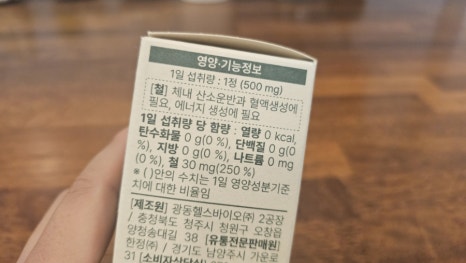 영양·기능정보
1일 섭취량 : 1정 (500 mg)
[철] 체내 산소운반과 혈액생성에
필요, 에너지 생성에 필요
1일 섭취량 당 함량 : 열량 0 kcal,
탄수화물 0 g(0 %), 단백질 0 g(0
%), 지방 0 g(0 %), 나트륨 0 mg
(0 %), 철 30 mg(250 %)
※ ( )안의 수치는 1일 영양성분기준
치에 대한 비율임
[제조원] 광동헬스바이오㈜ 2공장
/ 충청북도 청주시 청원구 오창읍
양청송대길 38 [유통전문판매원]
한정㈜ / 경기도 남양주시 가운로
31 [소비자상담실]